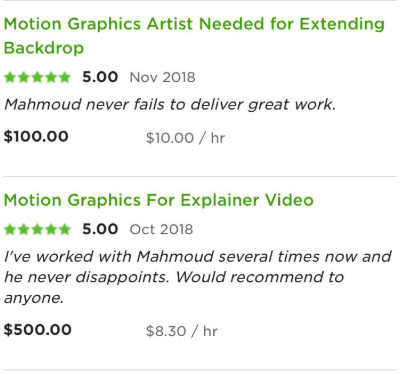 Motion Graphics Artist Needed for Extending
Backdrop
5.00 Nov 2018
Mahmoud never fails to deliver great work.
$100.00 $10.00 / hr
Motion Graphics For Explainer Video
5.00 Oct 2018
I've worked with Mahmoud several times now and
he never disappoints. Would recommend to
anyone.
$500.00 $8.30 / hr